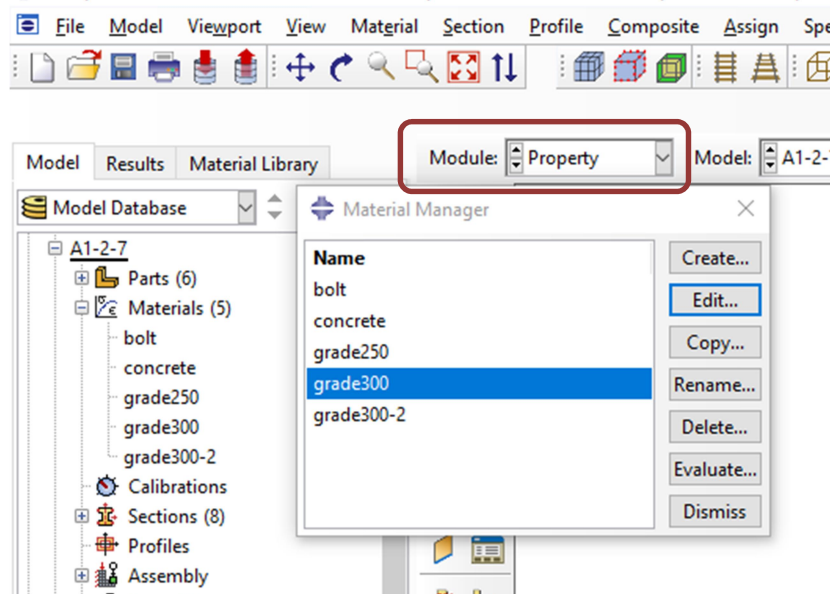 File Model Viewport View Material Section Profile Composite Assign Spe
Model Results Material Library
Module: Property Model: A1-2-
Model Database
Material Manager
A1-2-7
Parts (6)
Materials (5)
bolt
concrete
grade250
grade300
grade300-2
Calibrations
Sections (8)
Profiles
Assembly
Name
bolt
concrete
grade250
grade300
grade300-2
Create...
Edit...
Copy...
Rename...
Delete...
Evaluate...
Dismiss